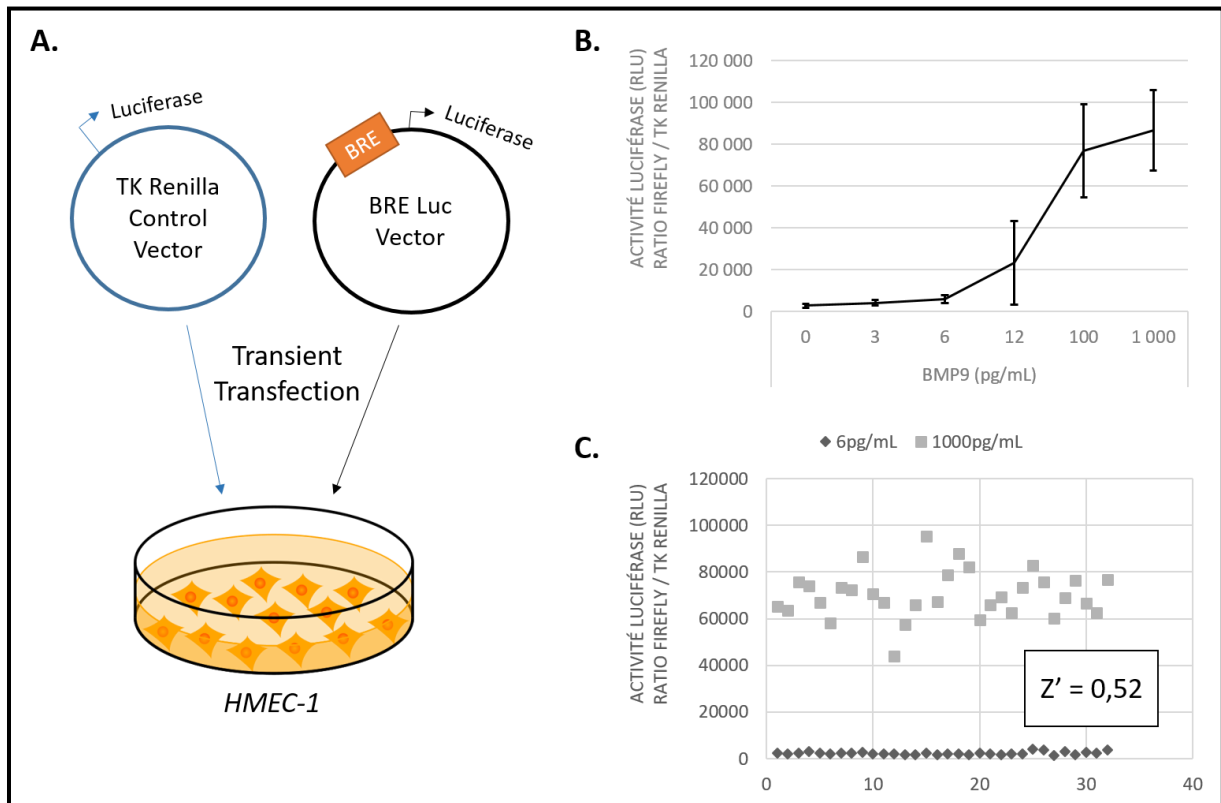 A.
Luciferase
TK Renilla
Control
Vector
BRE
Luciferase
BRE Luc
Vector
Transient
Transfection
HMEC-1
B.
ACTIVITÉ LUCIFÉRASE (RLU)
RATIO FIREFLY / TK RENILLA
120 000
100 000
80 000
60 000
40 000
20 000
0
0 3 6 12 100 1 000
BMP9 (pg/mL)
C.
6pg/mL 1000pg/mL
ACTIVITÉ LUCIFÉRASE (RLU)
RATIO FIREFLY / TK RENILLA
120000
100000
80000
60000
40000
20000
0
Z’ = 0,52
0 10 20 30 40